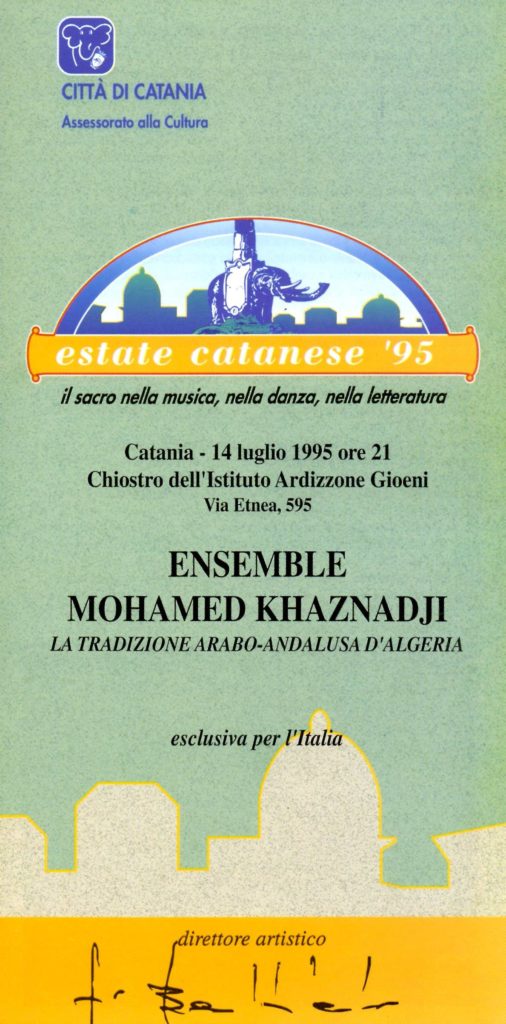 CITTÀ DI CATANIA
Assessorato alla Cultura
estate catanese '95
il sacro nella musica, nella danza, nella letteratura
Catania - 14 luglio 1995 ore 21
Chiostro dell'Istituto Ardizzone Gioeni
Via Etnea, 595
ENSEMBLE
MOHAMED KHAZNADJI
LA TRADIZIONE ARABO-ANDALUSA D'ALGERIA
esclusiva per l'Italia
direttore artistico